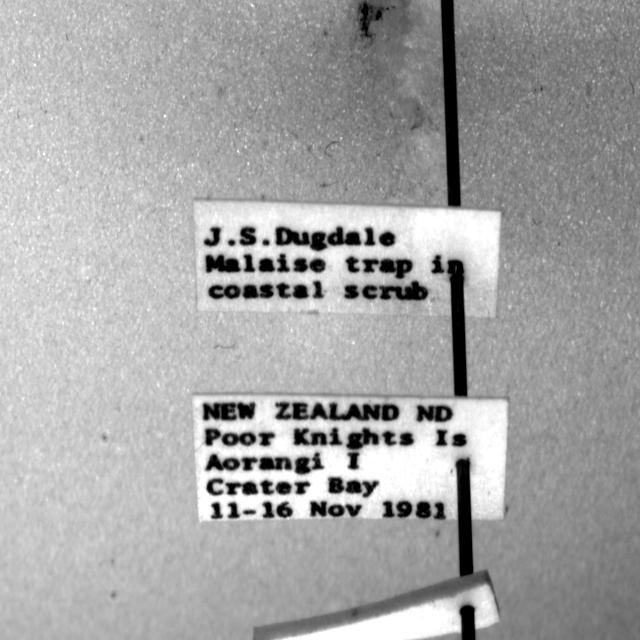 J.S.Dugdale
Malaise trap in
coastal scrub
NEW ZEALAND ND
Poor Knights Is
Aorangi I
Crater Bay
11-16 Nov 1981